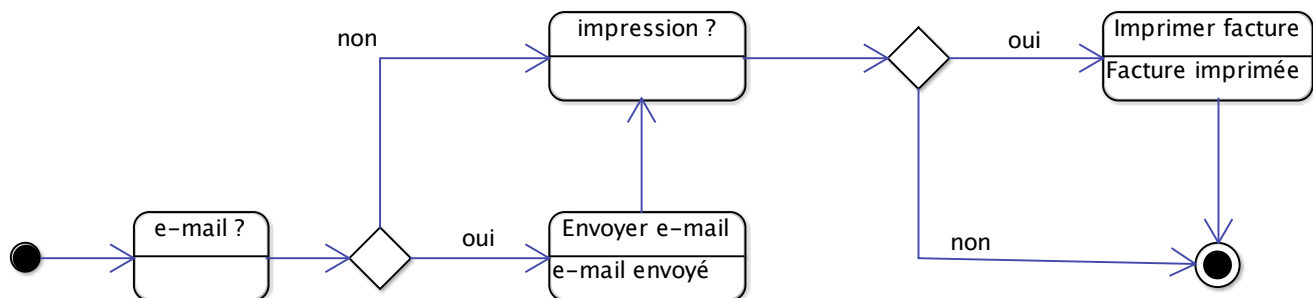 non
impression ?
oui
Imprimer facture
Facture imprimée
e-mail ?
oui
Envoyer e-mail
e-mail envoyé
non